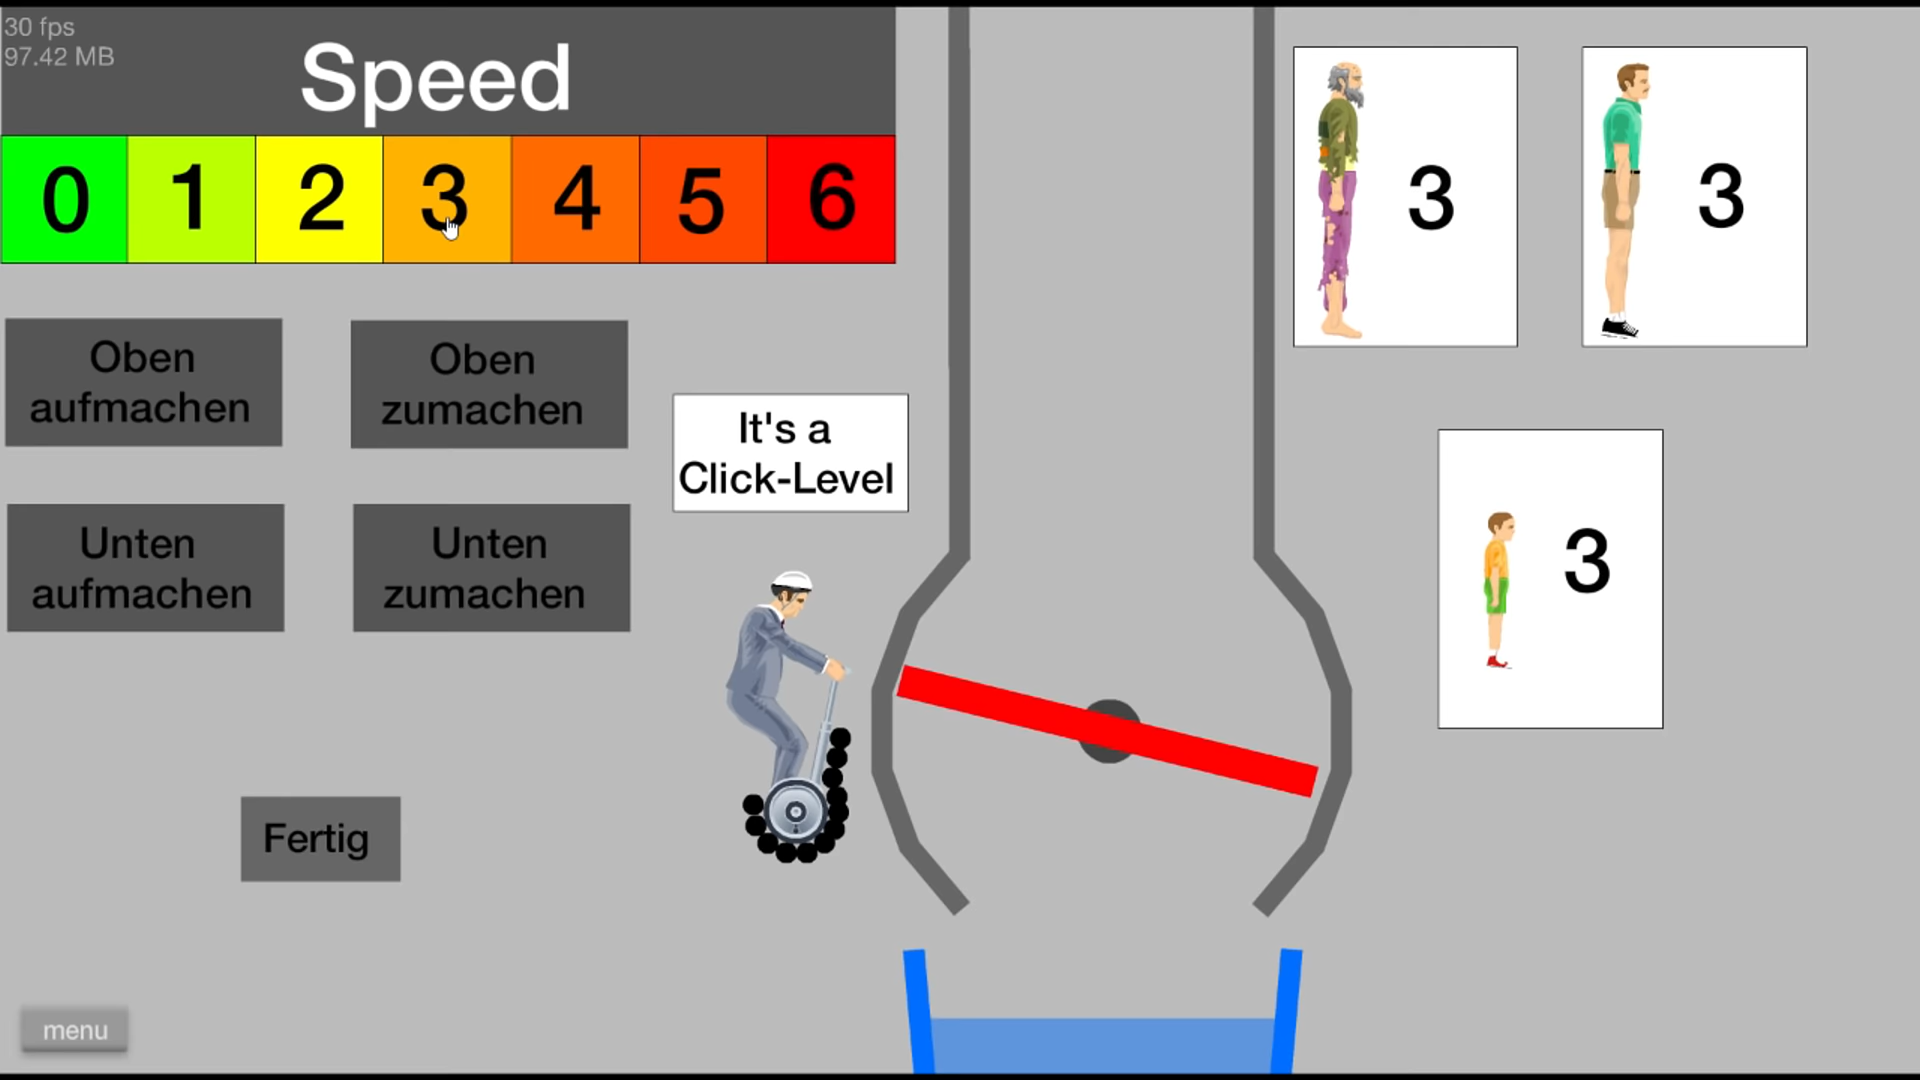 30 fps
97.42 MB
Speed
0 1 2 3 4 5 6
Oben
aufmachen
Oben
zumachen
Unten
aufmachen
Unten
zumachen
It's a
Click-Level
3
3
3
Fertig
menu